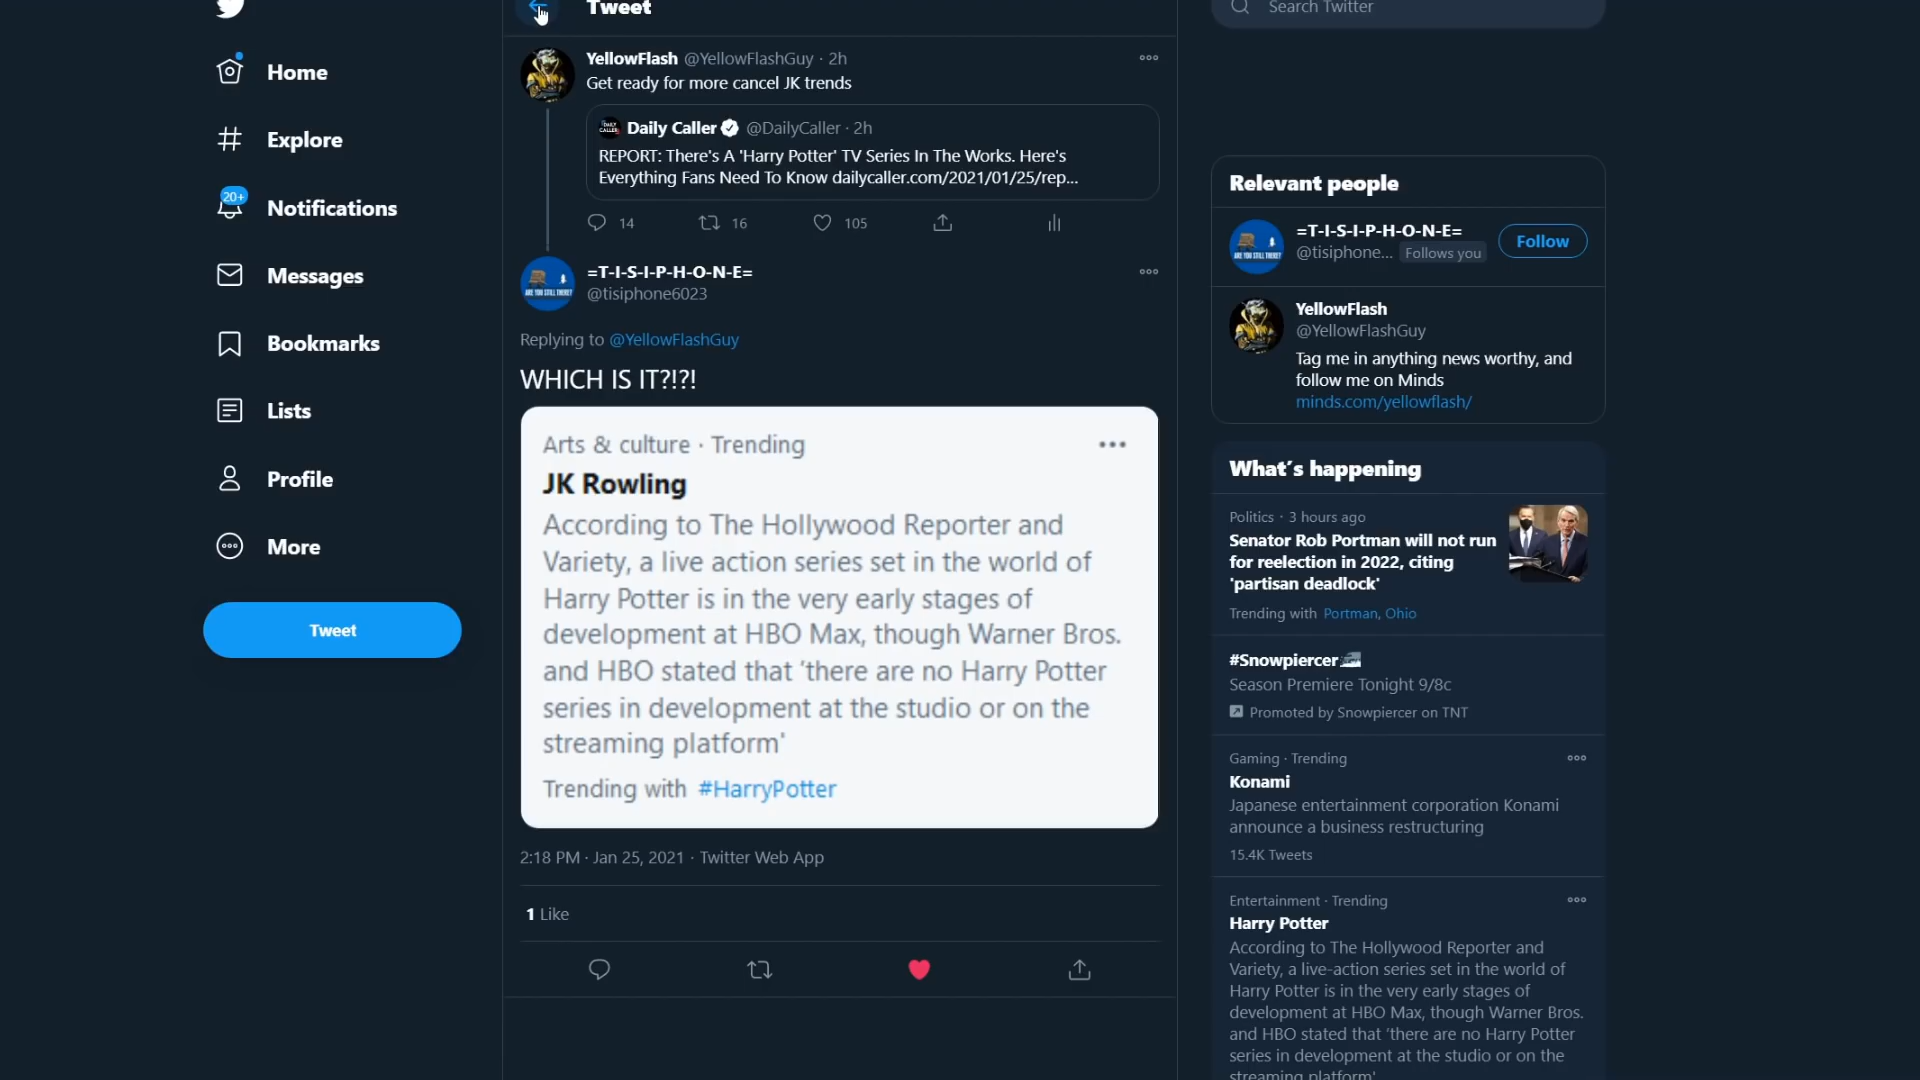 Tweet
Search Twitter
Home
Explore
20+
Notifications
Messages
Bookmarks
Lists
Profile
More
Tweet
YellowFlash @YellowFlashGuy · 2h
Get ready for more cancel JK trends
DAILY CALLER
Daily Caller @DailyCaller · 2h
REPORT: There's A 'Harry Potter' TV Series In The Works. Here's
Everything Fans Need To Know dailycaller.com/2021/01/25/rep...
14 16 105
=T-I-S-I-P-H-O-N-E=
@tisiphone6023
ARE YOU STILL THERE?
Replying to @YellowFlashGuy
WHICH IS IT?!?!
Arts & culture · Trending
JK Rowling
According to The Hollywood Reporter and
Variety, a live action series set in the world of
Harry Potter is in the very early stages of
development at HBO Max, though Warner Bros.
and HBO stated that ‘there are no Harry Potter
series in development at the studio or on the
streaming platform'
Trending with #HarryPotter
2:18 PM · Jan 25, 2021 · Twitter Web App
1 Like
Relevant people
=T-I-S-I-P-H-O-N-E=
@tisiphone... Follows you
Follow
ARE YOU STILL THERE?
YellowFlash
@YellowFlashGuy
Tag me in anything news worthy, and
follow me on Minds
minds.com/yellowflash/
What’s happening
Politics · 3 hours ago
Senator Rob Portman will not run
for reelection in 2022, citing
'partisan deadlock'
Trending with Portman, Ohio
#Snowpiercer
Season Premiere Tonight 9/8c
Promoted by Snowpiercer on TNT
Gaming · Trending
Konami
Japanese entertainment corporation Konami
announce a business restructuring
15.4K Tweets
Entertainment · Trending
Harry Potter
According to The Hollywood Reporter and
Variety, a live-action series set in the world of
Harry Potter is in the very early stages of
development at HBO Max, though Warner Bros.
and HBO stated that ‘there are no Harry Potter
series in development at the studio or on the
streaming platform'